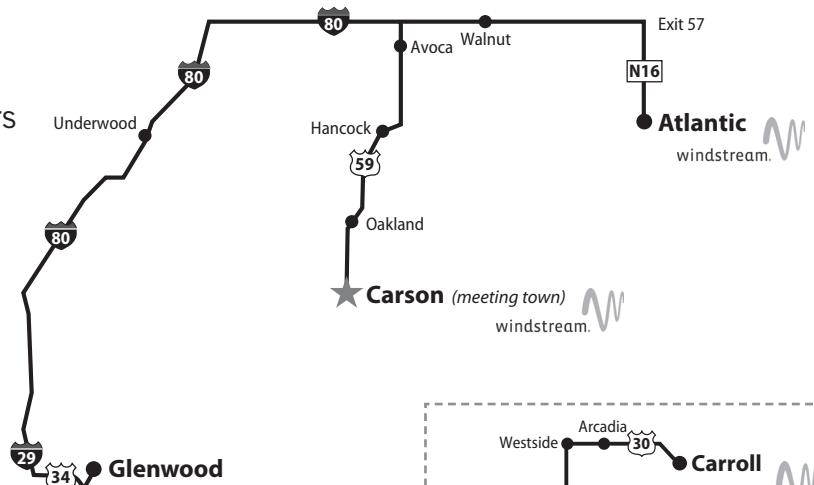 80
Exit 57
Avoca
Walnut
80
N16
rs
Underwood
Hancock
Atlantic
windstream.
59
Oakland
80
Carson (meeting town)
windstream.
Arcadia
Westside
30
Carroll
29
34
Glenwood